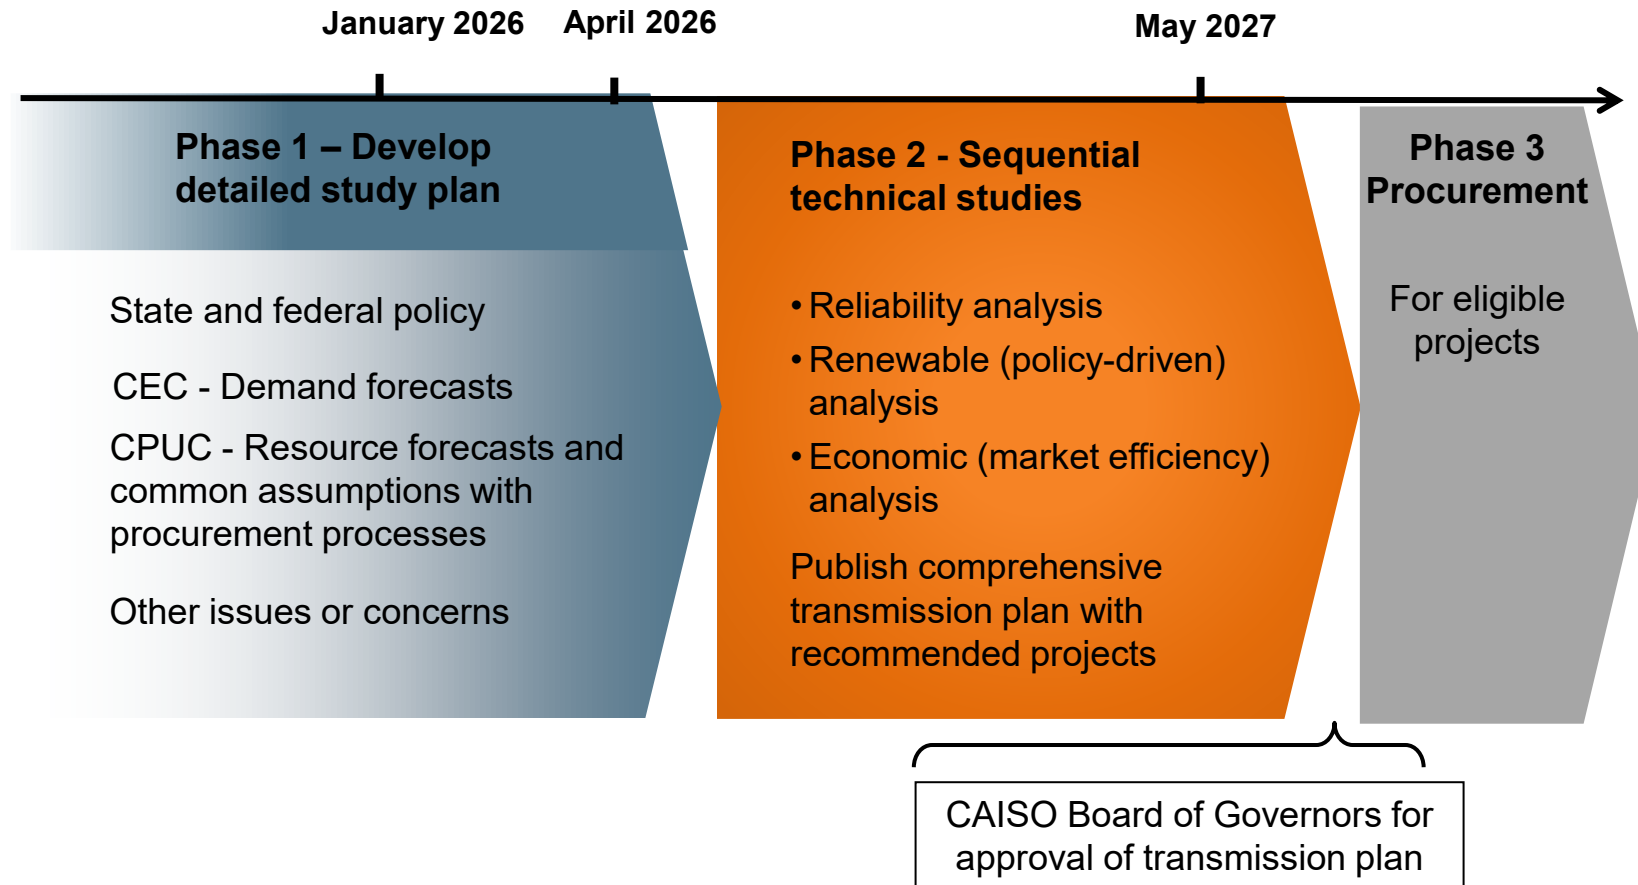 January 2026
April 2026
May 2027
Phase 1 – Develop
detailed study plan
State and federal policy
CEC - Demand forecasts
CPUC - Resource forecasts and
common assumptions with
procurement processes
Other issues or concerns
Phase 2 - Sequential
technical studies
• Reliability analysis
• Renewable (policy-driven)
analysis
• Economic (market efficiency)
analysis
Publish comprehensive
transmission plan with
recommended projects
Phase 3
Procurement
For eligible
projects
CAISO Board of Governors for
approval of transmission plan